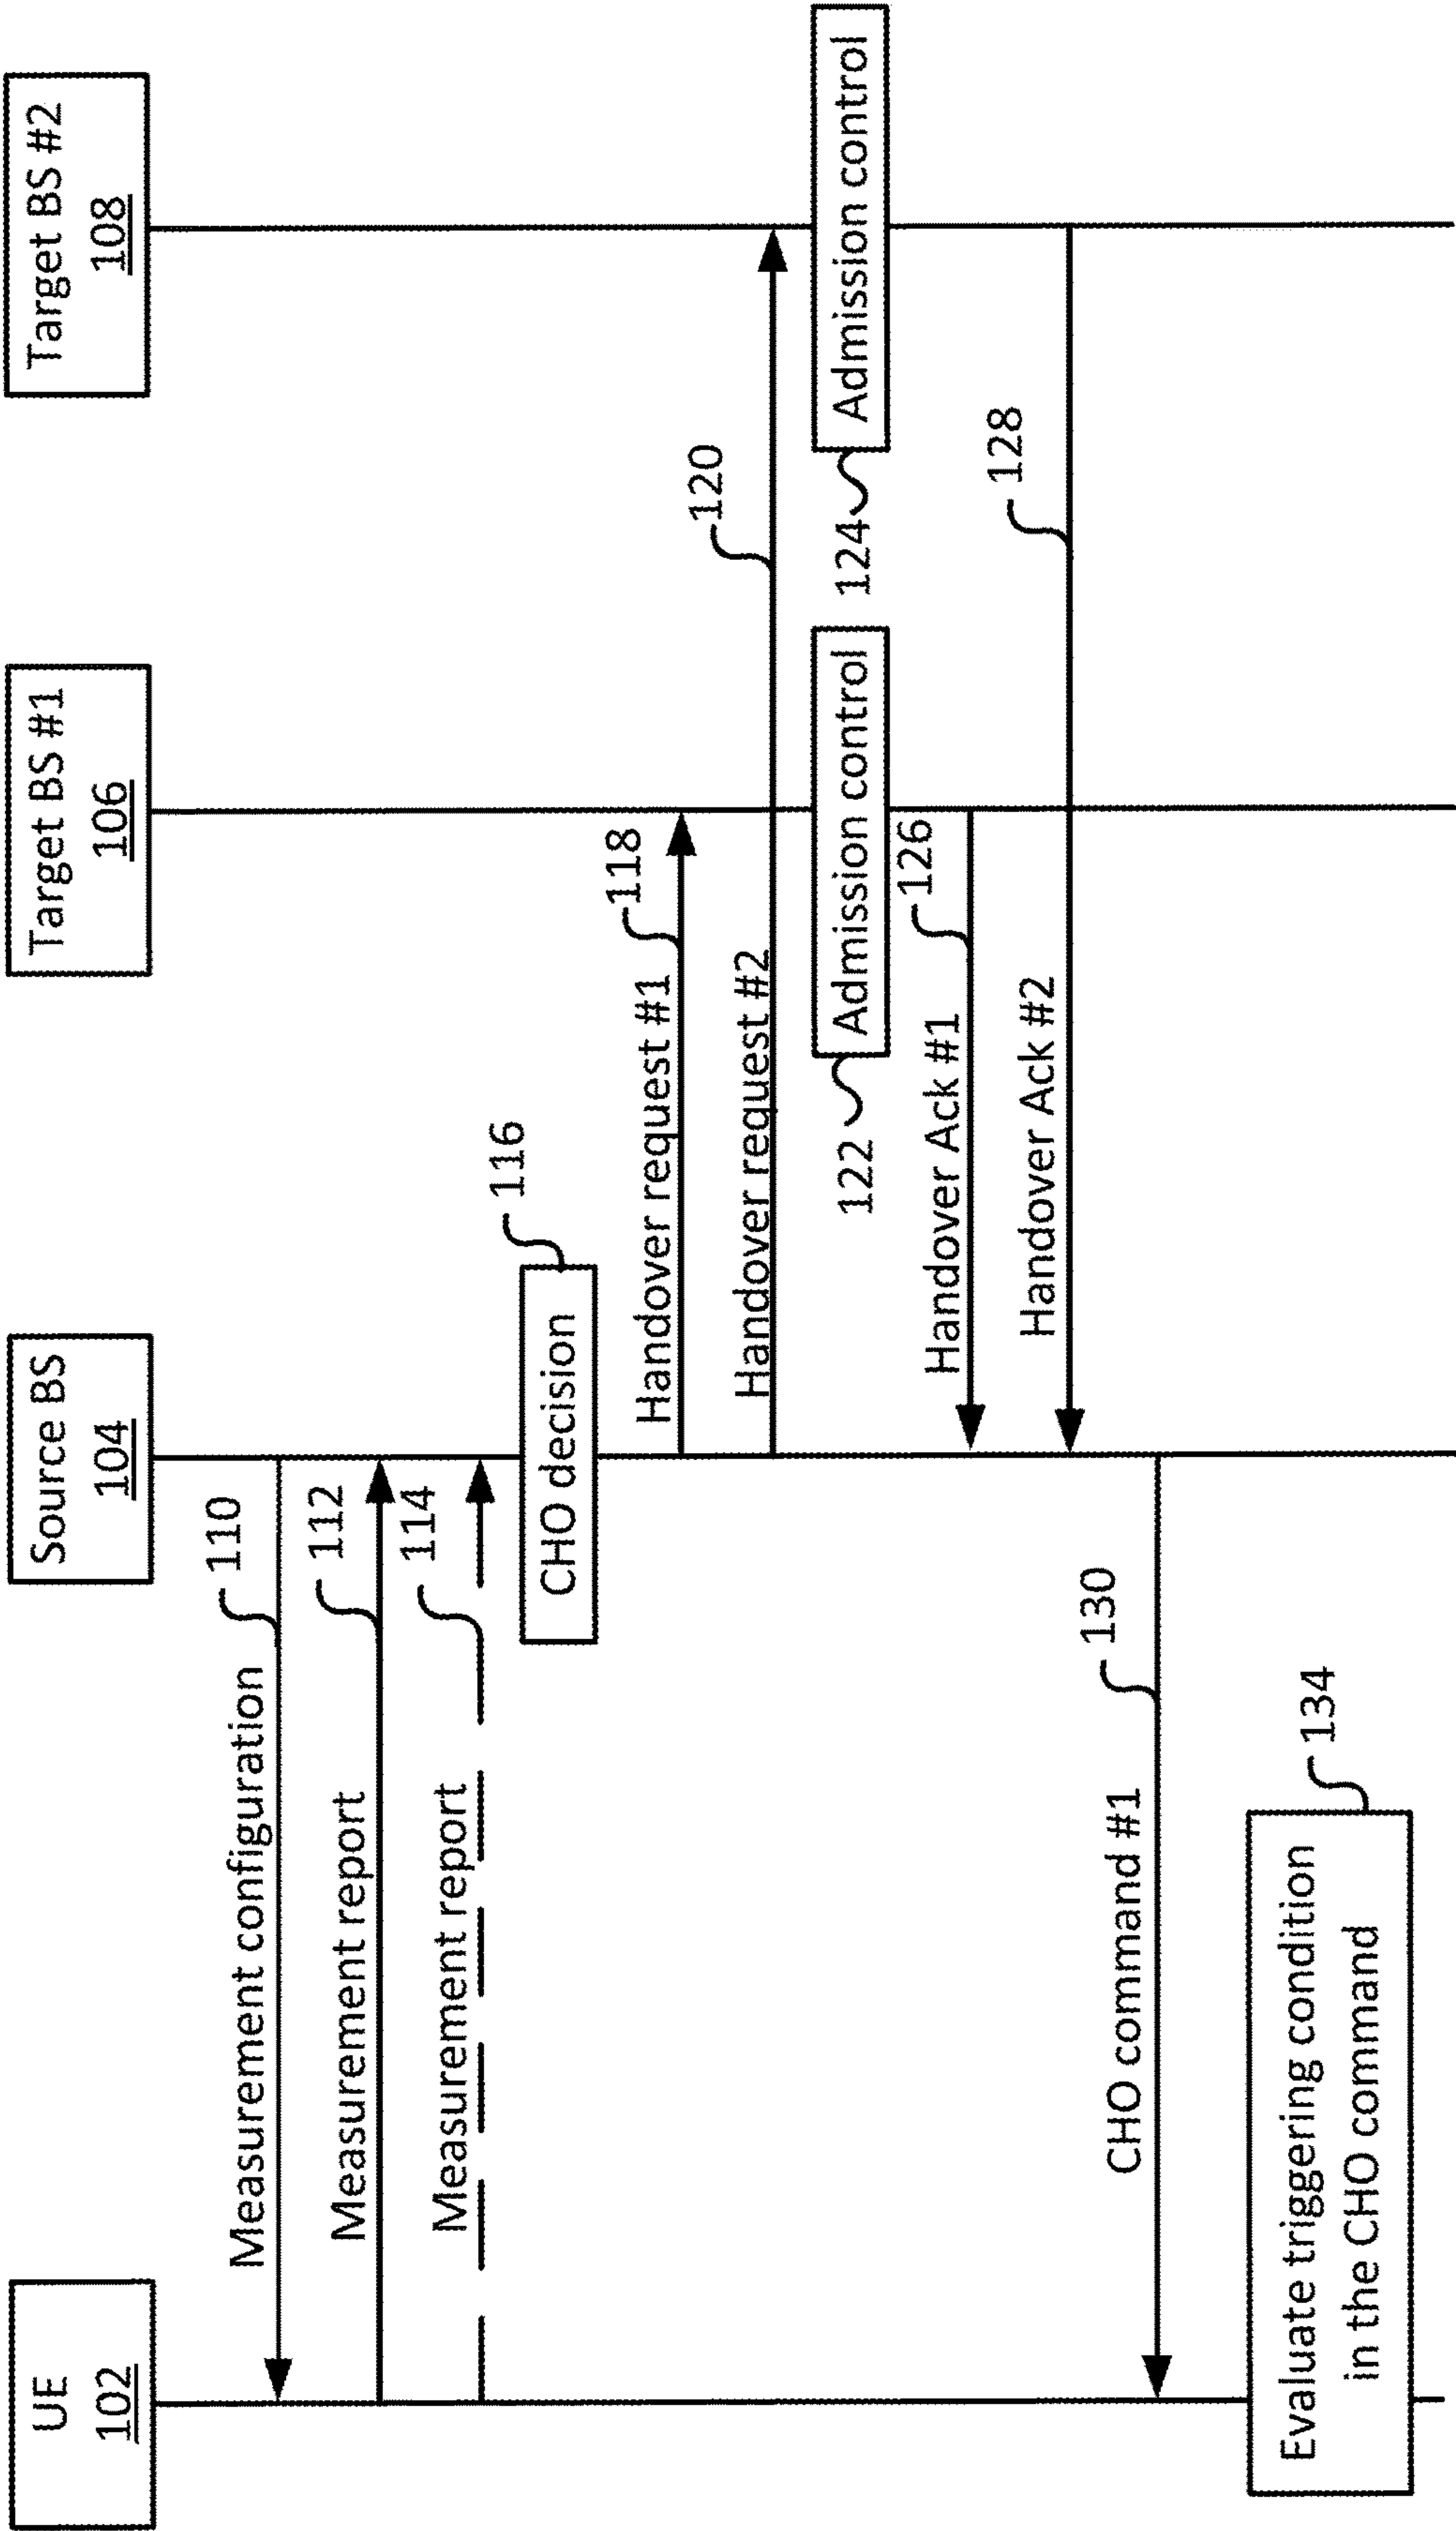 UE
102
Source BS
104
Target BS #1
106
Target BS #2
108
110
Measurement configuration
112
Measurement report
114
Measurement report
116
CHO decision
118
Handover request #1
120
Handover request #2
122
Admission control
124
Admission control
126
Handover Ack #1
128
Handover Ack #2
130
CHO command #1
134
Evaluate triggering condition
in the CHO command